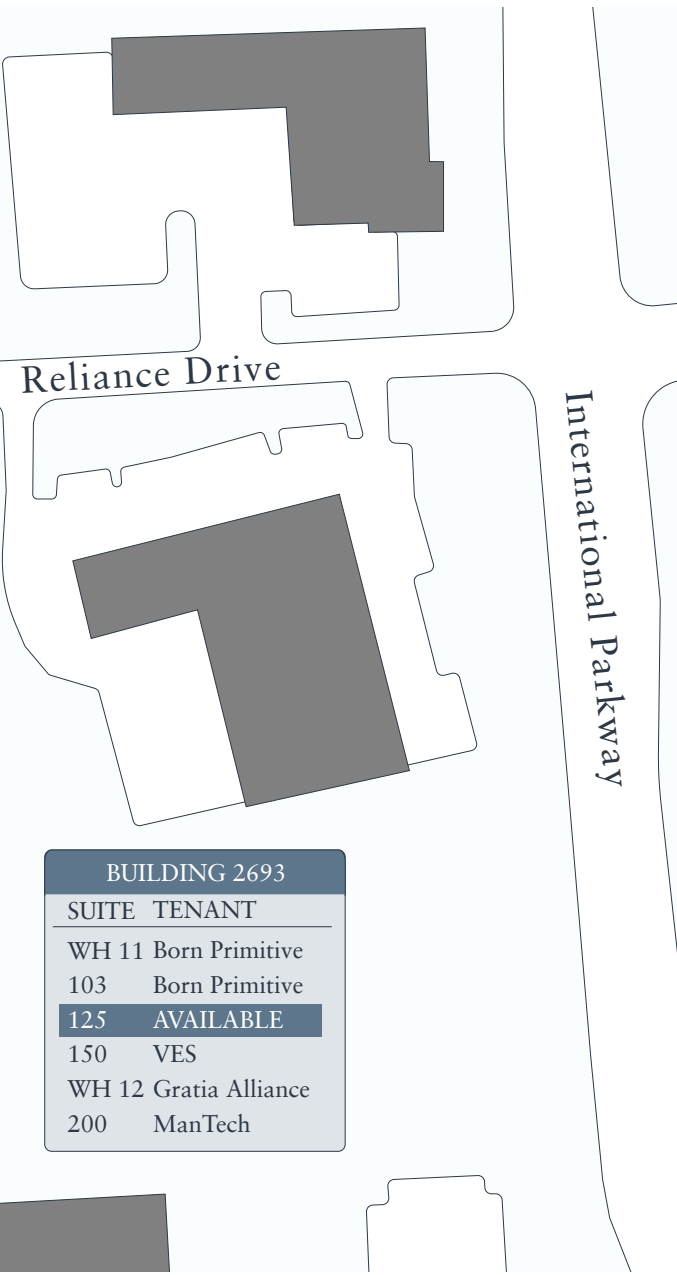 Reliance Drive
International Parkway
BUILDING 2693
SUITE TENANT
WH 11 Born Primitive
103 Born Primitive
125 AVAILABLE
150 VES
WH 12 Gratia Alliance
200 ManTech